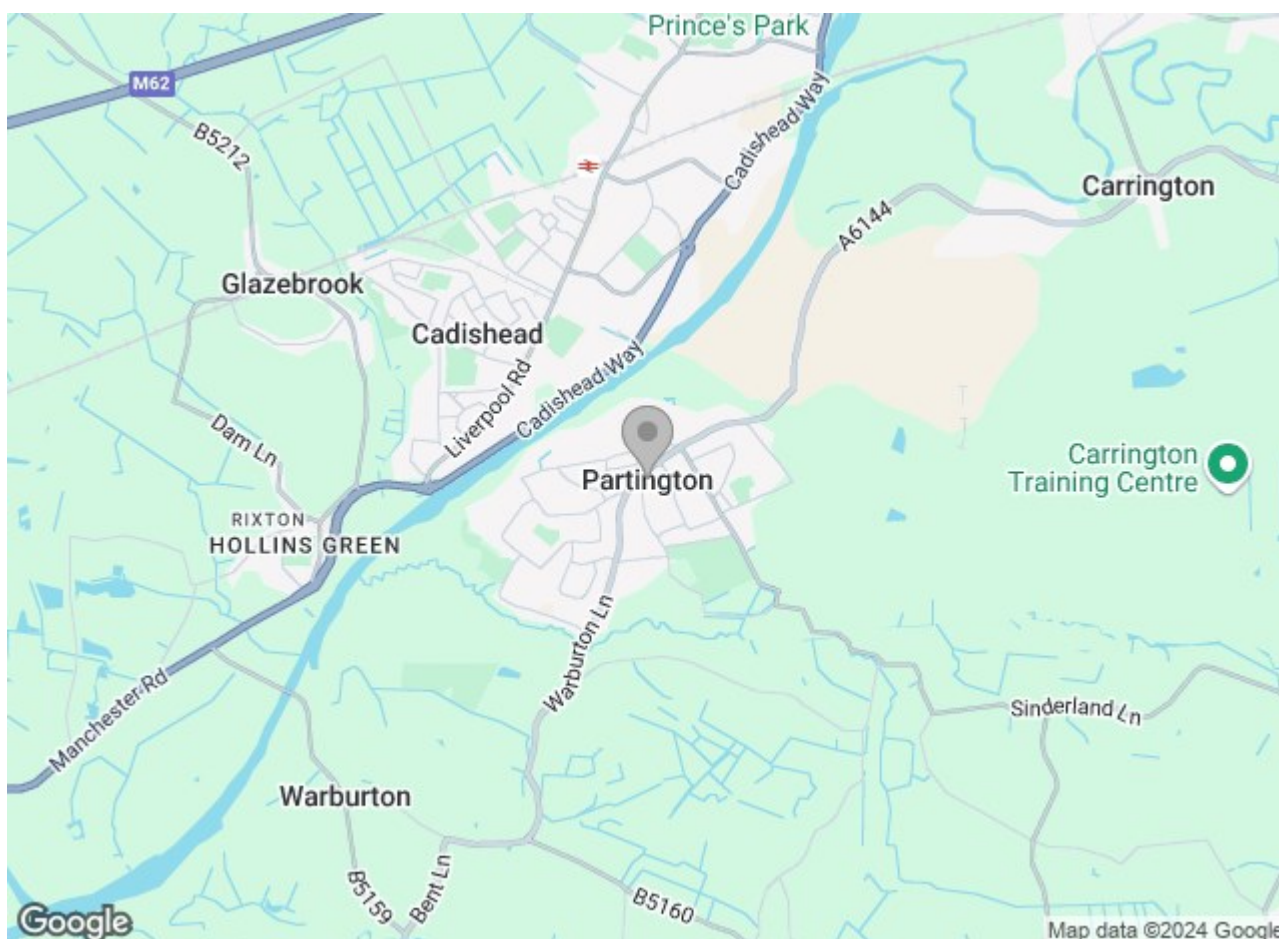 Prince's Park
M62
B5212
Cadishead Way
Carrington
A6144
Glazebrook
Cadishead
Liverpool Rd
Cadishead Way
Dam Ln
Partington
Carrington
Training Centre
RIXTON
HOLLINS GREEN
Warburton Ln
Manchester Rd
Sinderland Ln
Warburton
B5159
Bent Ln
B5160
Google
Map data ©2024 Google